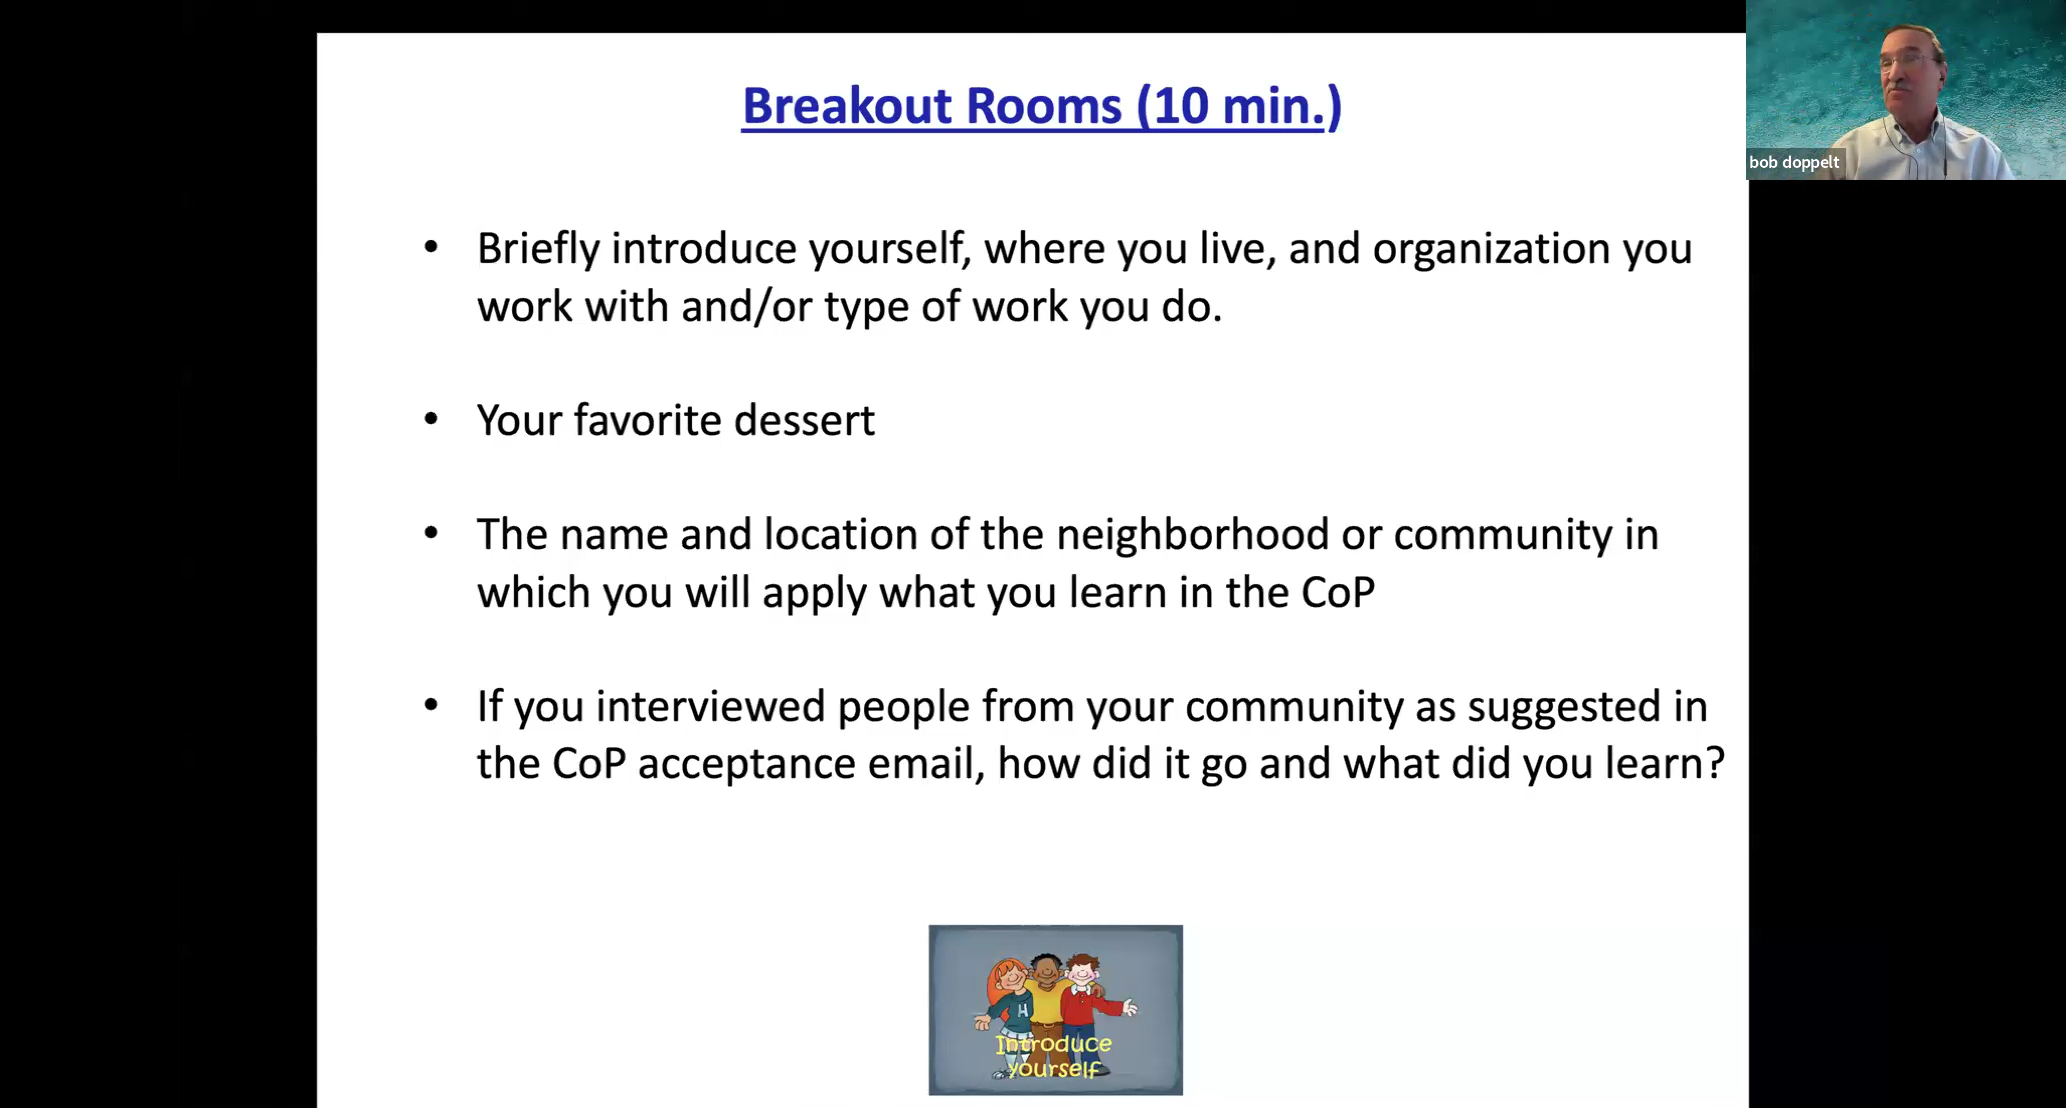 Breakout Rooms (10 min.)
bob doppelt
• Briefly introduce yourself, where you live, and organization you
work with and/or type of work you do.
• Your favorite dessert
• The name and location of the neighborhood or community in
which you will apply what you learn in the CoP
• If you interviewed people from your community as suggested in
the CoP acceptance email, how did it go and what did you learn?
H
Introduce
yourself